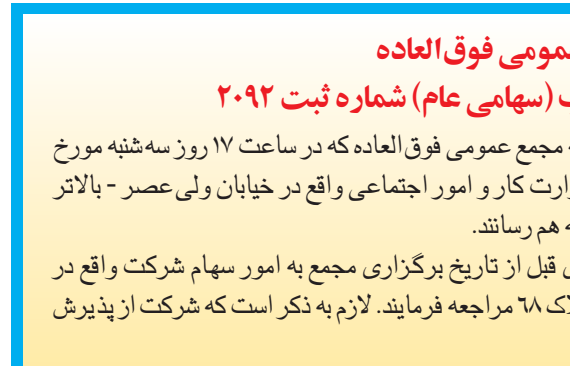 مومی فوق‌العاده
(سهامی عام) شماره ثبت ۲۰۹۲
مجمع عمومی فوق‌العاده که در ساعت ۱۷ روز سه‌شنبه مورخ
ارت کار و امور اجتماعی واقع در خیابان ولی‌عصر - بالاتر
هم رسانند.
قبل از تاریخ برگزاری مجمع به امور سهام شرکت واقع در
لاک ۶۸ مراجعه فرمایند. لازم به ذکر است که شرکت از پذیرش